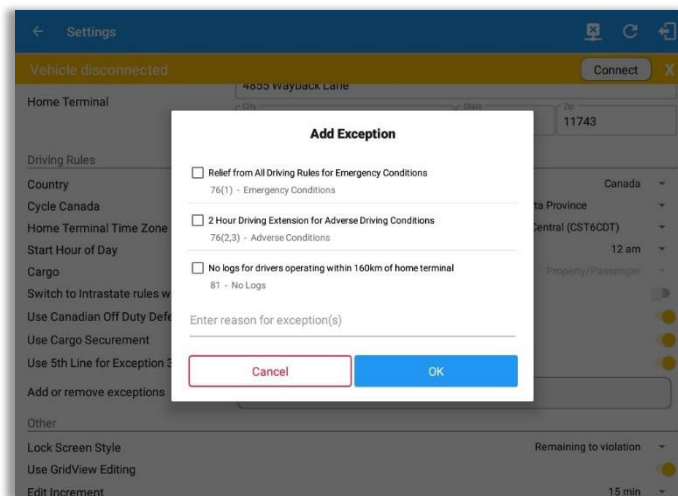 Settings
Vehicle disconnected
Connect
X
4855 Wayback Lane
Home Terminal
City
State
Zip
11743
Add Exception
Relief from All Driving Rules for Emergency Conditions
76(1) - Emergency Conditions
2 Hour Driving Extension for Adverse Driving Conditions
76(2,3) - Adverse Conditions
No logs for drivers operating within 160km of home terminal
81 - No Logs
Enter reason for exception(s)
Cancel
OK
Driving Rules
Country
Canada
Cycle Canada
ta Province
Home Terminal Time Zone
Central (CST6CDT)
Start Hour of Day
12 am
Cargo
Property/Passenger
Switch to Intrastate rules w
Use Canadian Off Duty Defe
Use Cargo Securement
Use 5th Line for Exception 3
Add or remove exceptions
Other
Lock Screen Style
Remaining to violation
Use GridView Editing
Edit Increment
15 min